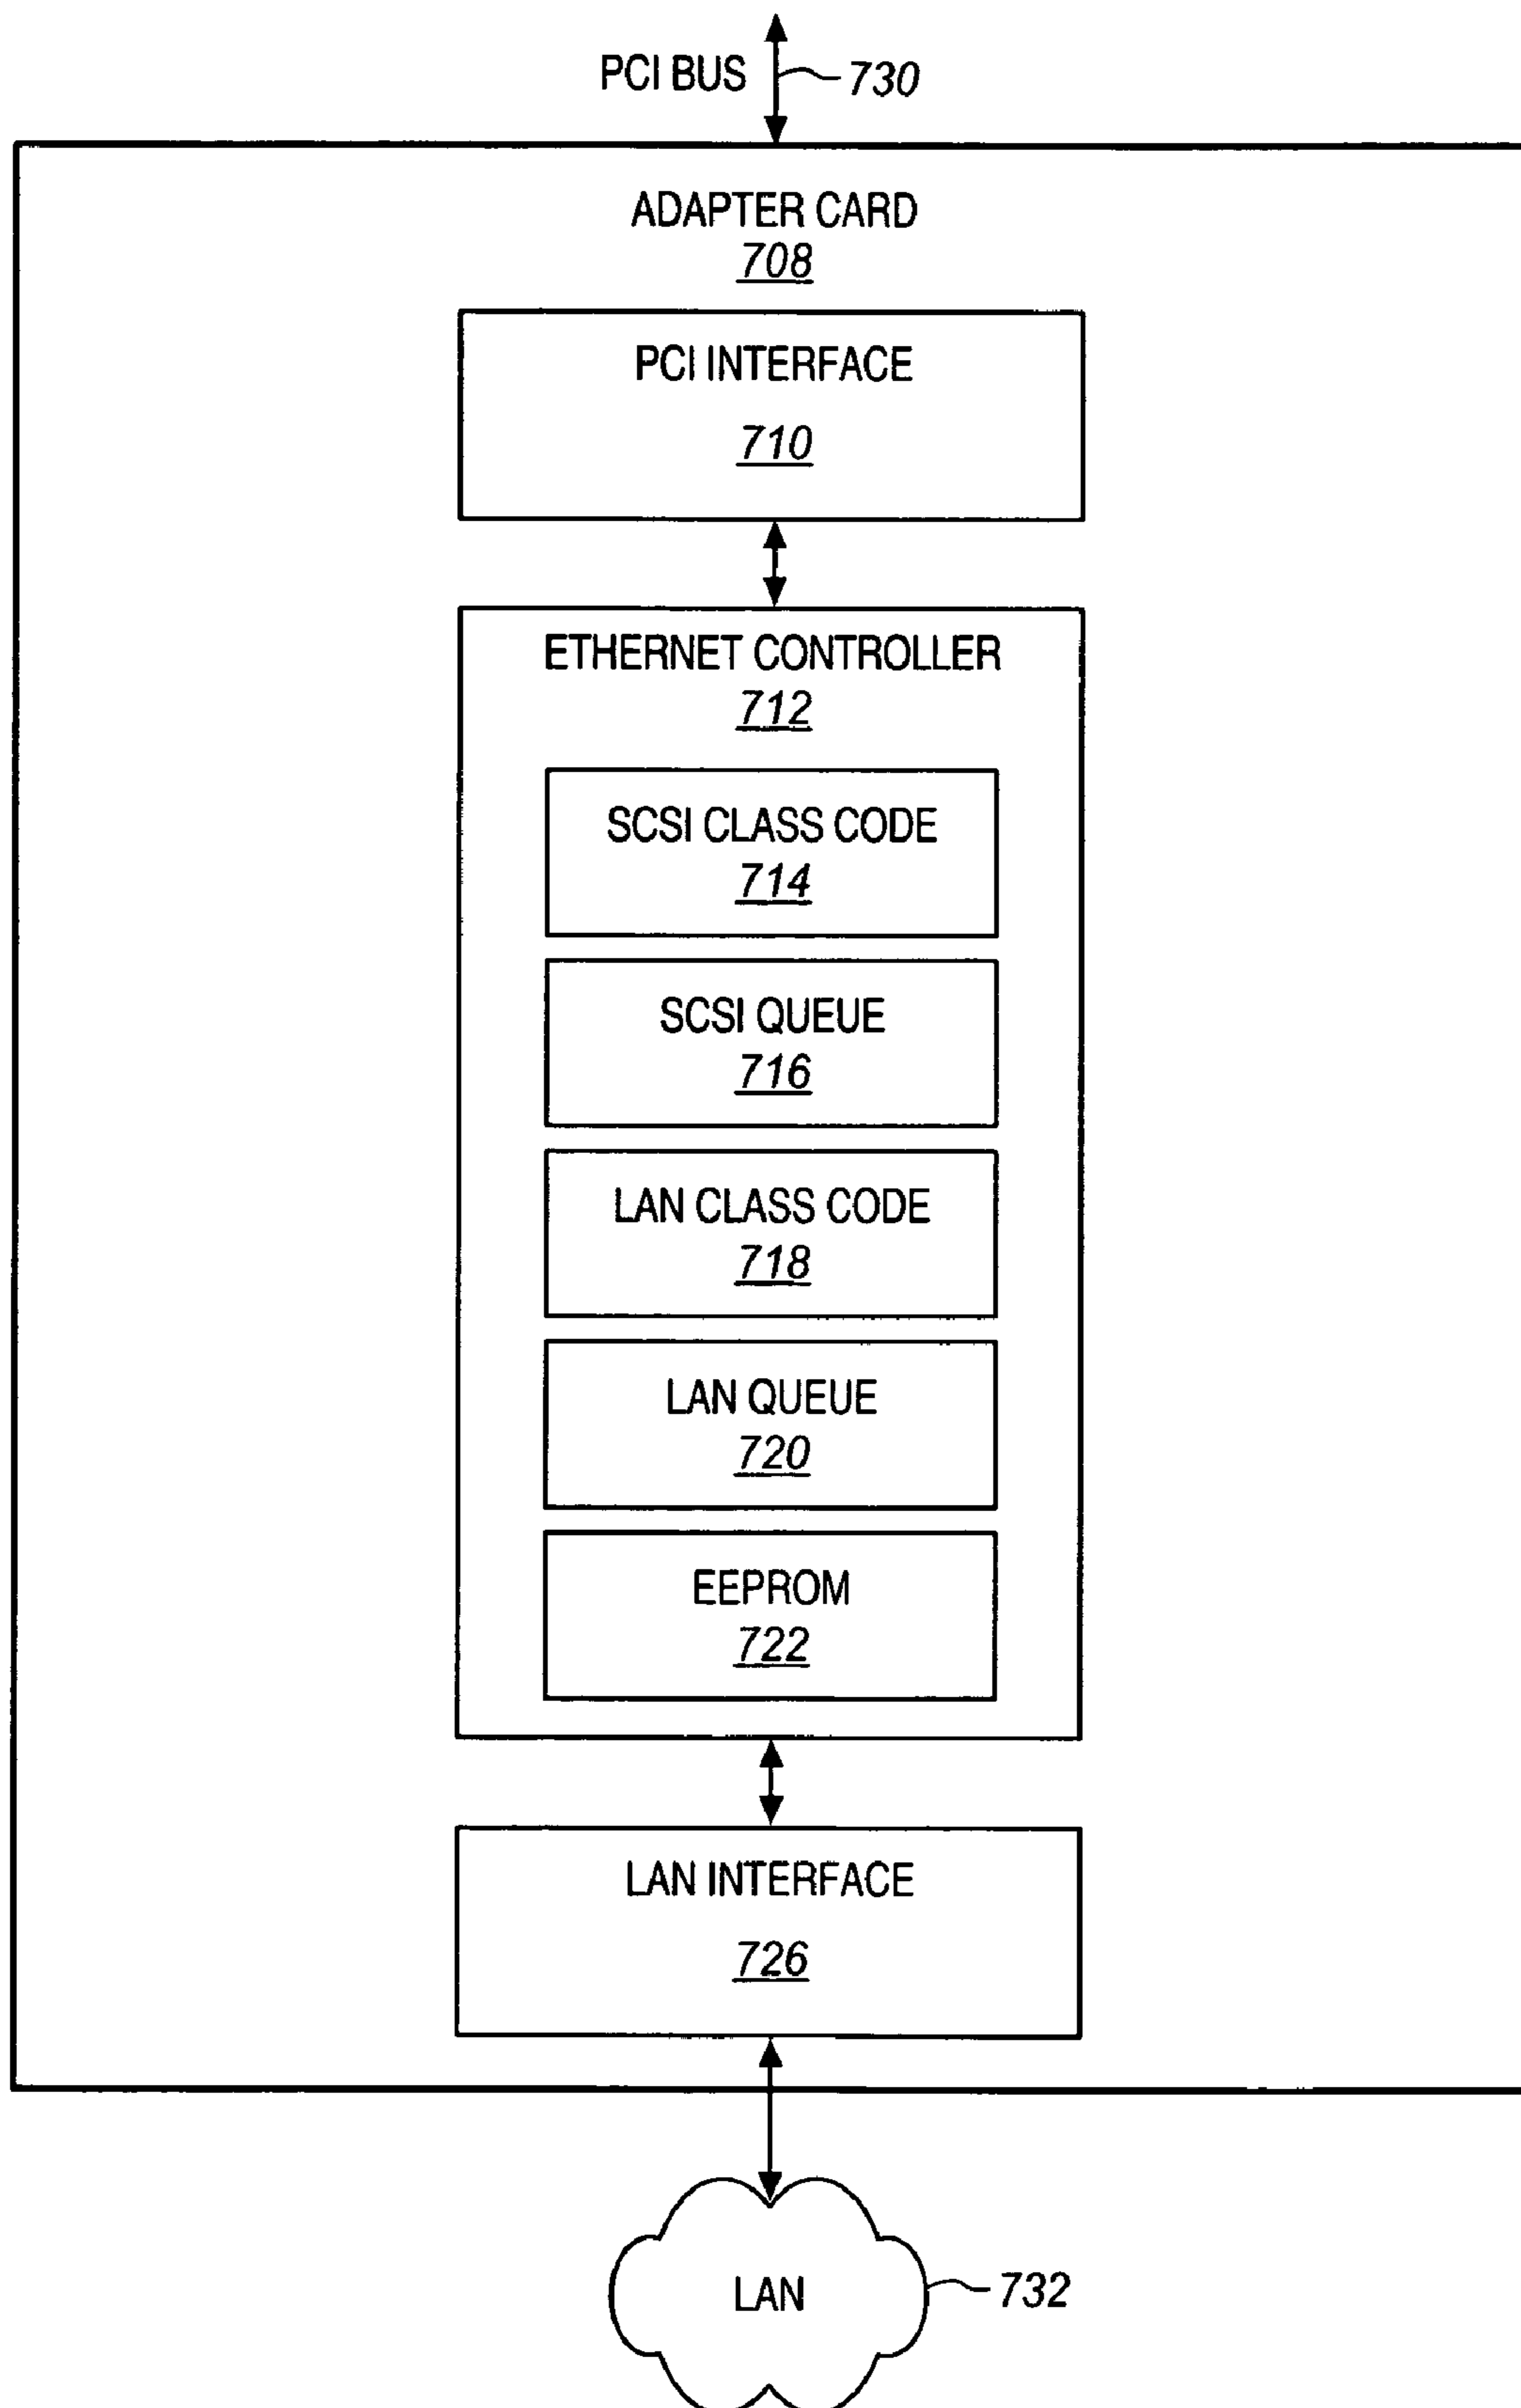 PCI BUS 730
ADAPTER CARD
708
PCI INTERFACE
710
ETHERNET CONTROLLER
712
SCSI CLASS CODE
714
SCSI QUEUE
716
LAN CLASS CODE
718
LAN QUEUE
720
EEPROM
722
LAN INTERFACE
726
LAN 732